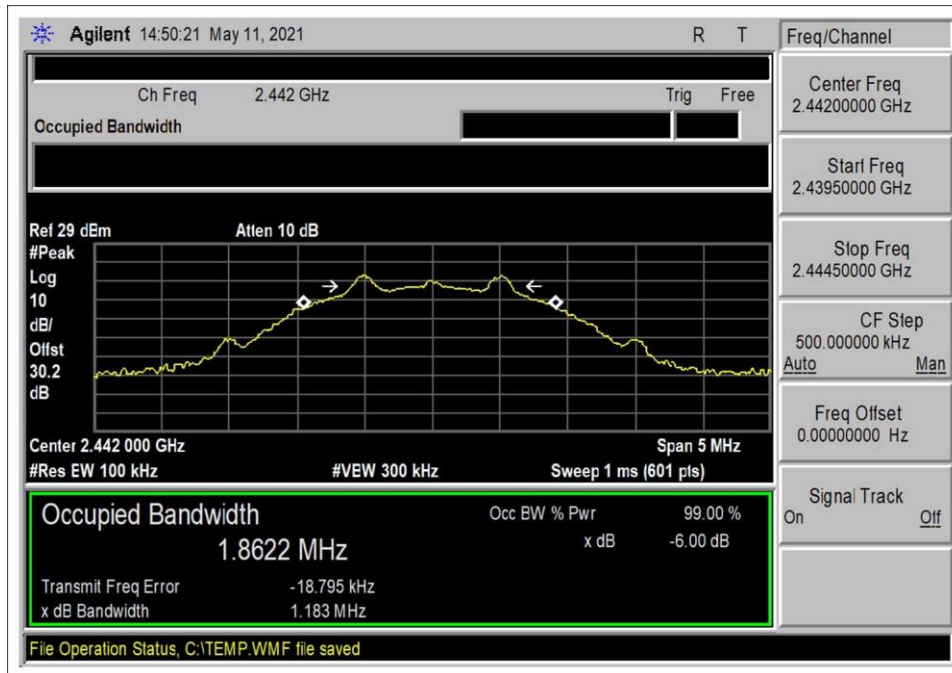 Agilent 14:50:21 May 11, 2021 R T
Freq/Channel
Ch Freq 2.442 GHz Trig Free
Occupied Bandwidth
Center Freq
2.44200000 GHz
Start Freq
2.43950000 GHz
Stop Freq
2.44450000 GHz
CF Step
500.000000 kHz
Auto Man
Freq Offset
0.00000000 Hz
Signal Track
On Off
Ref 29 dBm Atten 10 dB
#Peak
Log
10
dB/
Offst
30.2
dB
Center 2.442 000 GHz Span 5 MHz
#Res BW 100 kHz #VBW 300 kHz Sweep 1 ms (601 pts)
Occupied Bandwidth Occ BW % Pwr 99.00 %
1.8622 MHz x dB -6.00 dB
Transmit Freq Error -18.795 kHz
x dB Bandwidth 1.183 MHz
File Operation Status, C:\TEMP.WMF file saved